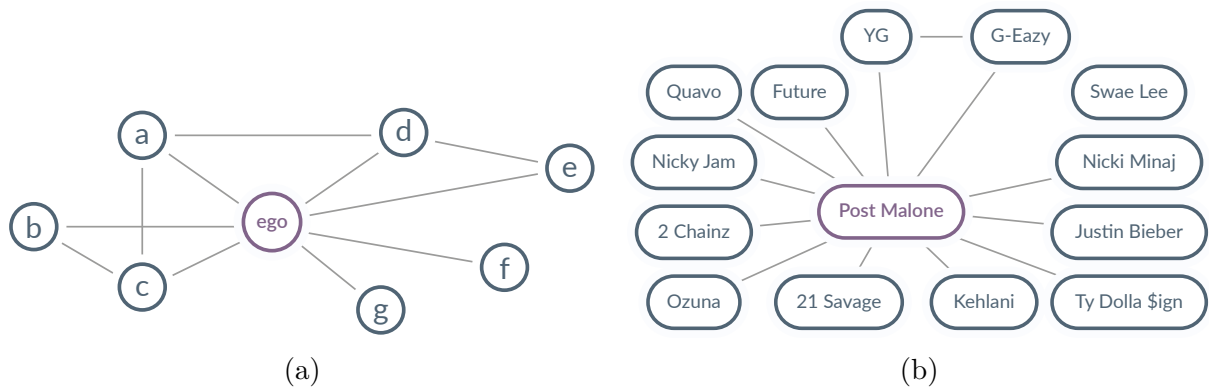 a
d
e
b
ego
c
f
g
(a)
YG
G-Eazy
Quavo
Future
Swae Lee
Nicky Jam
Nicki Minaj
Post Malone
2 Chainz
Justin Bieber
Ozuna
21 Savage
Kehlani
Ty Dolla $ign
(b)